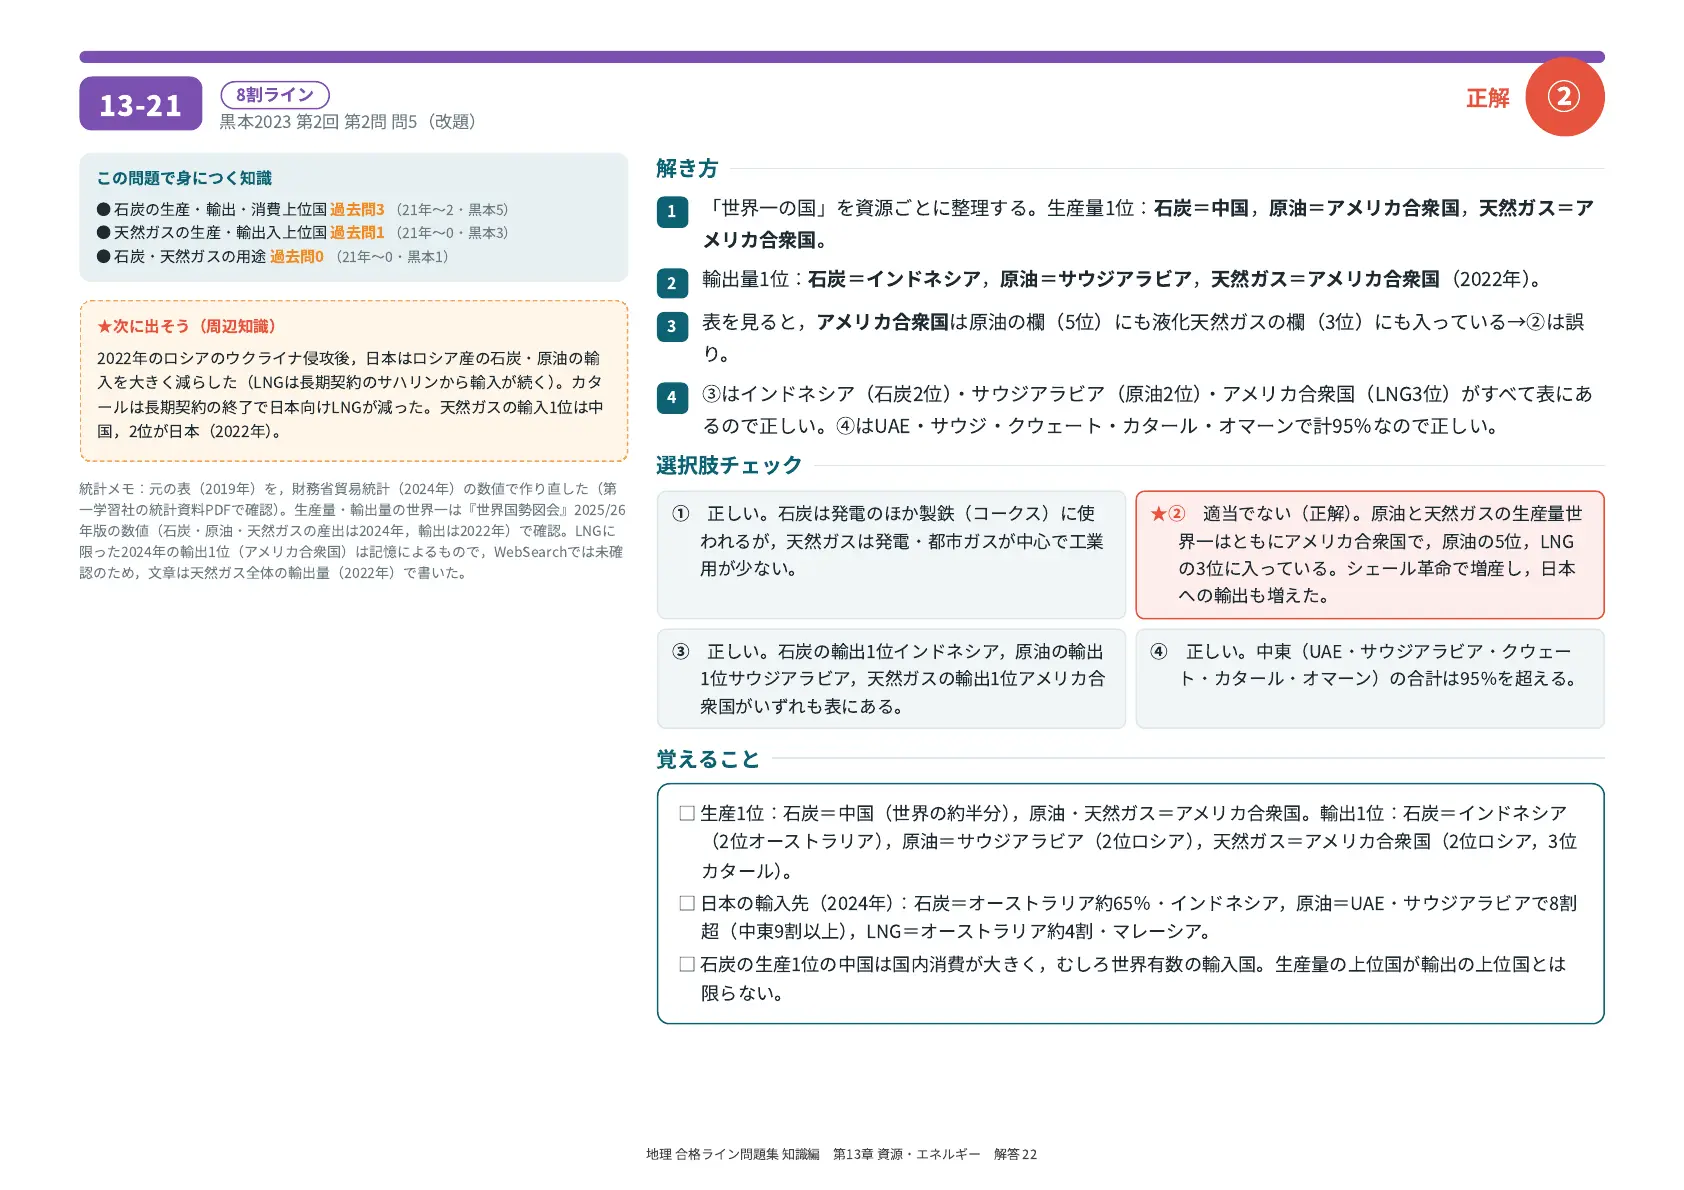 13-21
8割ライン
黒本2023 第2回 第2問 問5（改題）
正解 ②
この問題で身につく知識
●石炭の生産・輸出・消費上位国 過去問3 （21年〜2・黒本5）
●天然ガスの生産・輸出入上位国 過去問1 （21年〜0・黒本3）
●石炭・天然ガスの用途 過去問0 （21年〜0・黒本1）
★次に出そう（周辺知識）
2022年のロシアのウクライナ侵攻後，日本はロシア産の石炭・原油の輸
入を大きく減らした（LNGは長期契約のサハリンから輸入が続く）。カタ
ールは長期契約の終了で日本向けLNGが減った。天然ガスの輸入1位は中
国，2位が日本（2022年）。
統計メモ：元の表（2019年）を，財務省貿易統計（2024年）の数値で作り直した（第
一学習社の統計資料PDFで確認）。生産量・輸出量の世界一は『世界国勢図会』2025/26
年版の数値（石炭・原油・天然ガスの産出は2024年，輸出は2022年）で確認。LNGに
限った2024年の輸出1位（アメリカ合衆国）は記憶によるもので，WebSearchでは未確
認のため，文章は天然ガス全体の輸出量（2022年）で書いた。
解き方
1 「世界一の国」を資源ごとに整理する。生産量1位：石炭＝中国，原油＝アメリカ合衆国，天然ガス＝ア
メリカ合衆国。
2 輸出量1位：石炭＝インドネシア，原油＝サウジアラビア，天然ガス＝アメリカ合衆国（2022年）。
3 表を見ると，アメリカ合衆国は原油の欄（5位）にも液化天然ガスの欄（3位）にも入っている→②は誤
り。
4 ③はインドネシア（石炭2位）・サウジアラビア（原油2位）・アメリカ合衆国（LNG3位）がすべて表にあ
るので正しい。④はUAE・サウジ・クウェート・カタール・オマーンで計95%なので正しい。
選択肢チェック
① 正しい。石炭は発電のほか製鉄（コークス）に使
われるが，天然ガスは発電・都市ガスが中心で工業
用が少ない。
★② 適当でない（正解）。原油と天然ガスの生産量世
界一はともにアメリカ合衆国で，原油の5位，LNG
の3位に入っている。シェール革命で増産し，日本
への輸出も増えた。
③ 正しい。石炭の輸出1位インドネシア，原油の輸出
1位サウジアラビア，天然ガスの輸出1位アメリカ合
衆国がいずれも表にある。
④ 正しい。中東（UAE・サウジアラビア・クウェー
ト・カタール・オマーン）の合計は95%を超える。
覚えること
□ 生産1位：石炭＝中国（世界の約半分），原油・天然ガス＝アメリカ合衆国。輸出1位：石炭＝インドネシア
（2位オーストラリア），原油＝サウジアラビア（2位ロシア），天然ガス＝アメリカ合衆国（2位ロシア，3位
カタール）。
□ 日本の輸入先（2024年）：石炭＝オーストラリア約65%・インドネシア，原油＝UAE・サウジアラビアで8割
超（中東9割以上），LNG＝オーストラリア約4割・マレーシア。
□ 石炭の生産1位の中国は国内消費が大きく，むしろ世界有数の輸入国。生産量の上位国が輸出の上位国とは
限らない。
地理 合格ライン問題集 知識編 第13章 資源・エネルギー 解答22